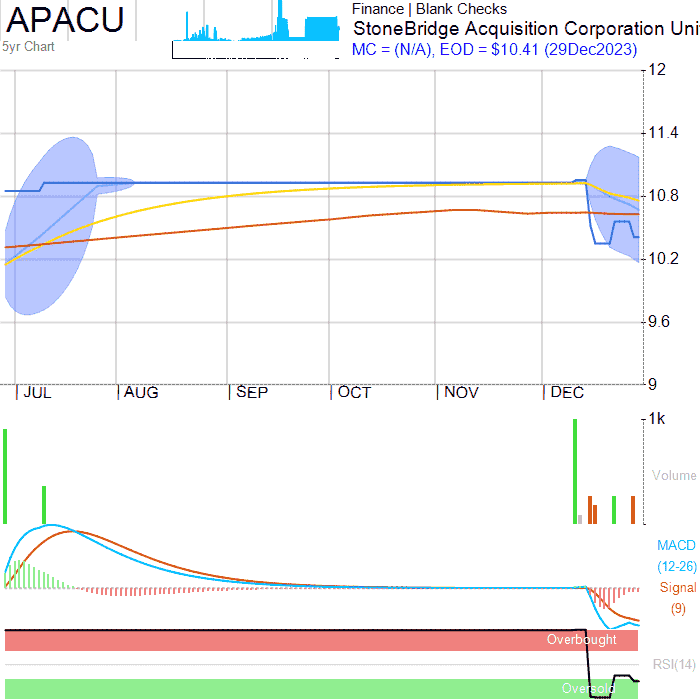 APACU
5yr Chart
Finance | Blank Checks
StoneBridge Acquisition Corporation Uni
MC = (N/A), EOD = $10.41 (29Dec2023)
12
11.4
10.8
10.2
9.6
9
JUL AUG SEP OCT NOV DEC
1k
Volume
MACD
(12-26)
Signal
(9)
Overbought
RSI(14)
Oversold